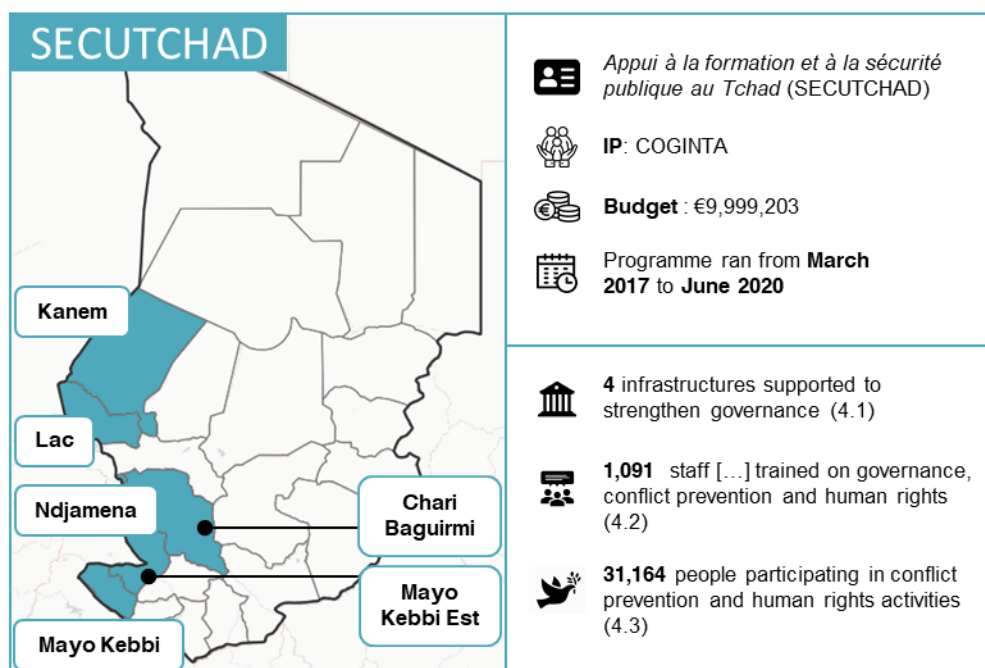 SECUTCHAD
Kanem
Lac
Ndjamena
Mayo Kebbi
Chari
Baguirmi
Mayo
Kebbi Est
Appui à la formation et à la sécurité
publique au Tchad (SECUTCHAD)
IP: COGINTA
Budget : €9,999,203
Programme ran from March
2017 to June 2020
4 infrastructures supported to
strengthen governance (4.1)
1,091 staff […] trained on governance,
conflict prevention and human rights
(4.2)
31,164 people participating in conflict
prevention and human rights activities
(4.3)